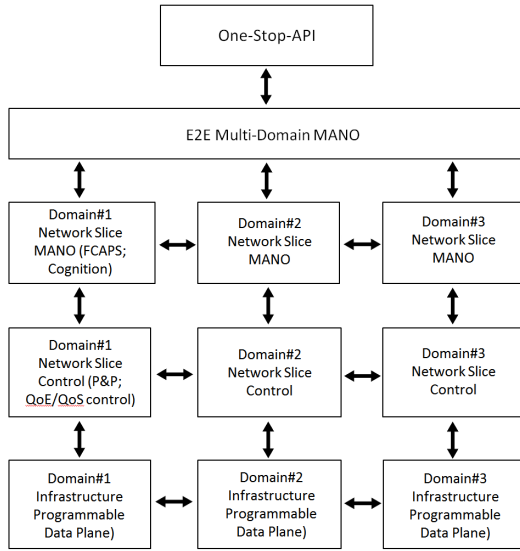 One-Stop-API
E2E Multi-Domain MANO
Domain#1
Network Slice
MANO (FCAPS;
Cognition)
Domain#2
Network Slice
MANO
Domain#3
Network Slice
MANO
Domain#1
Network Slice
Control (P&P;
QoE/QoS control)
Domain#2
Network Slice
Control
Domain#3
Network Slice
Control
Domain#1
Infrastructure
Programmable
Data Plane)
Domain#2
Infrastructure
Programmable
Data Plane)
Domain#3
Infrastructure
Programmable
Data Plane)